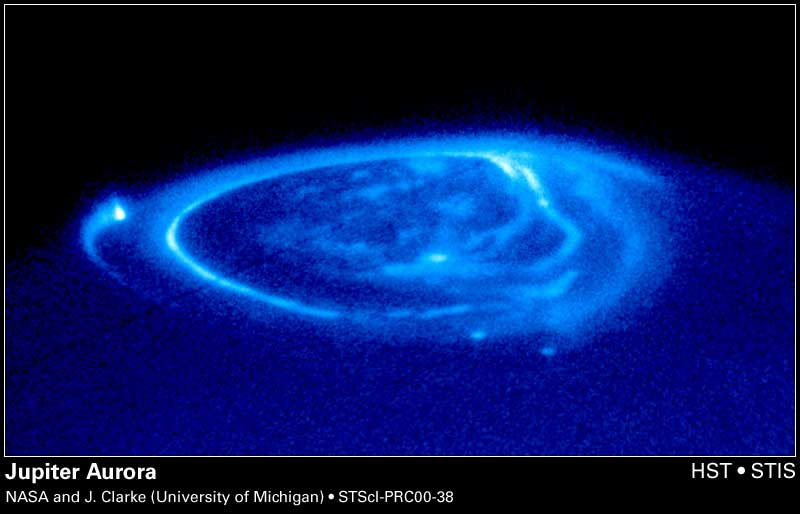 Jupiter Aurora
HST • STIS
NASA and J. Clarke (University of Michigan) • STScI-PRC00-38